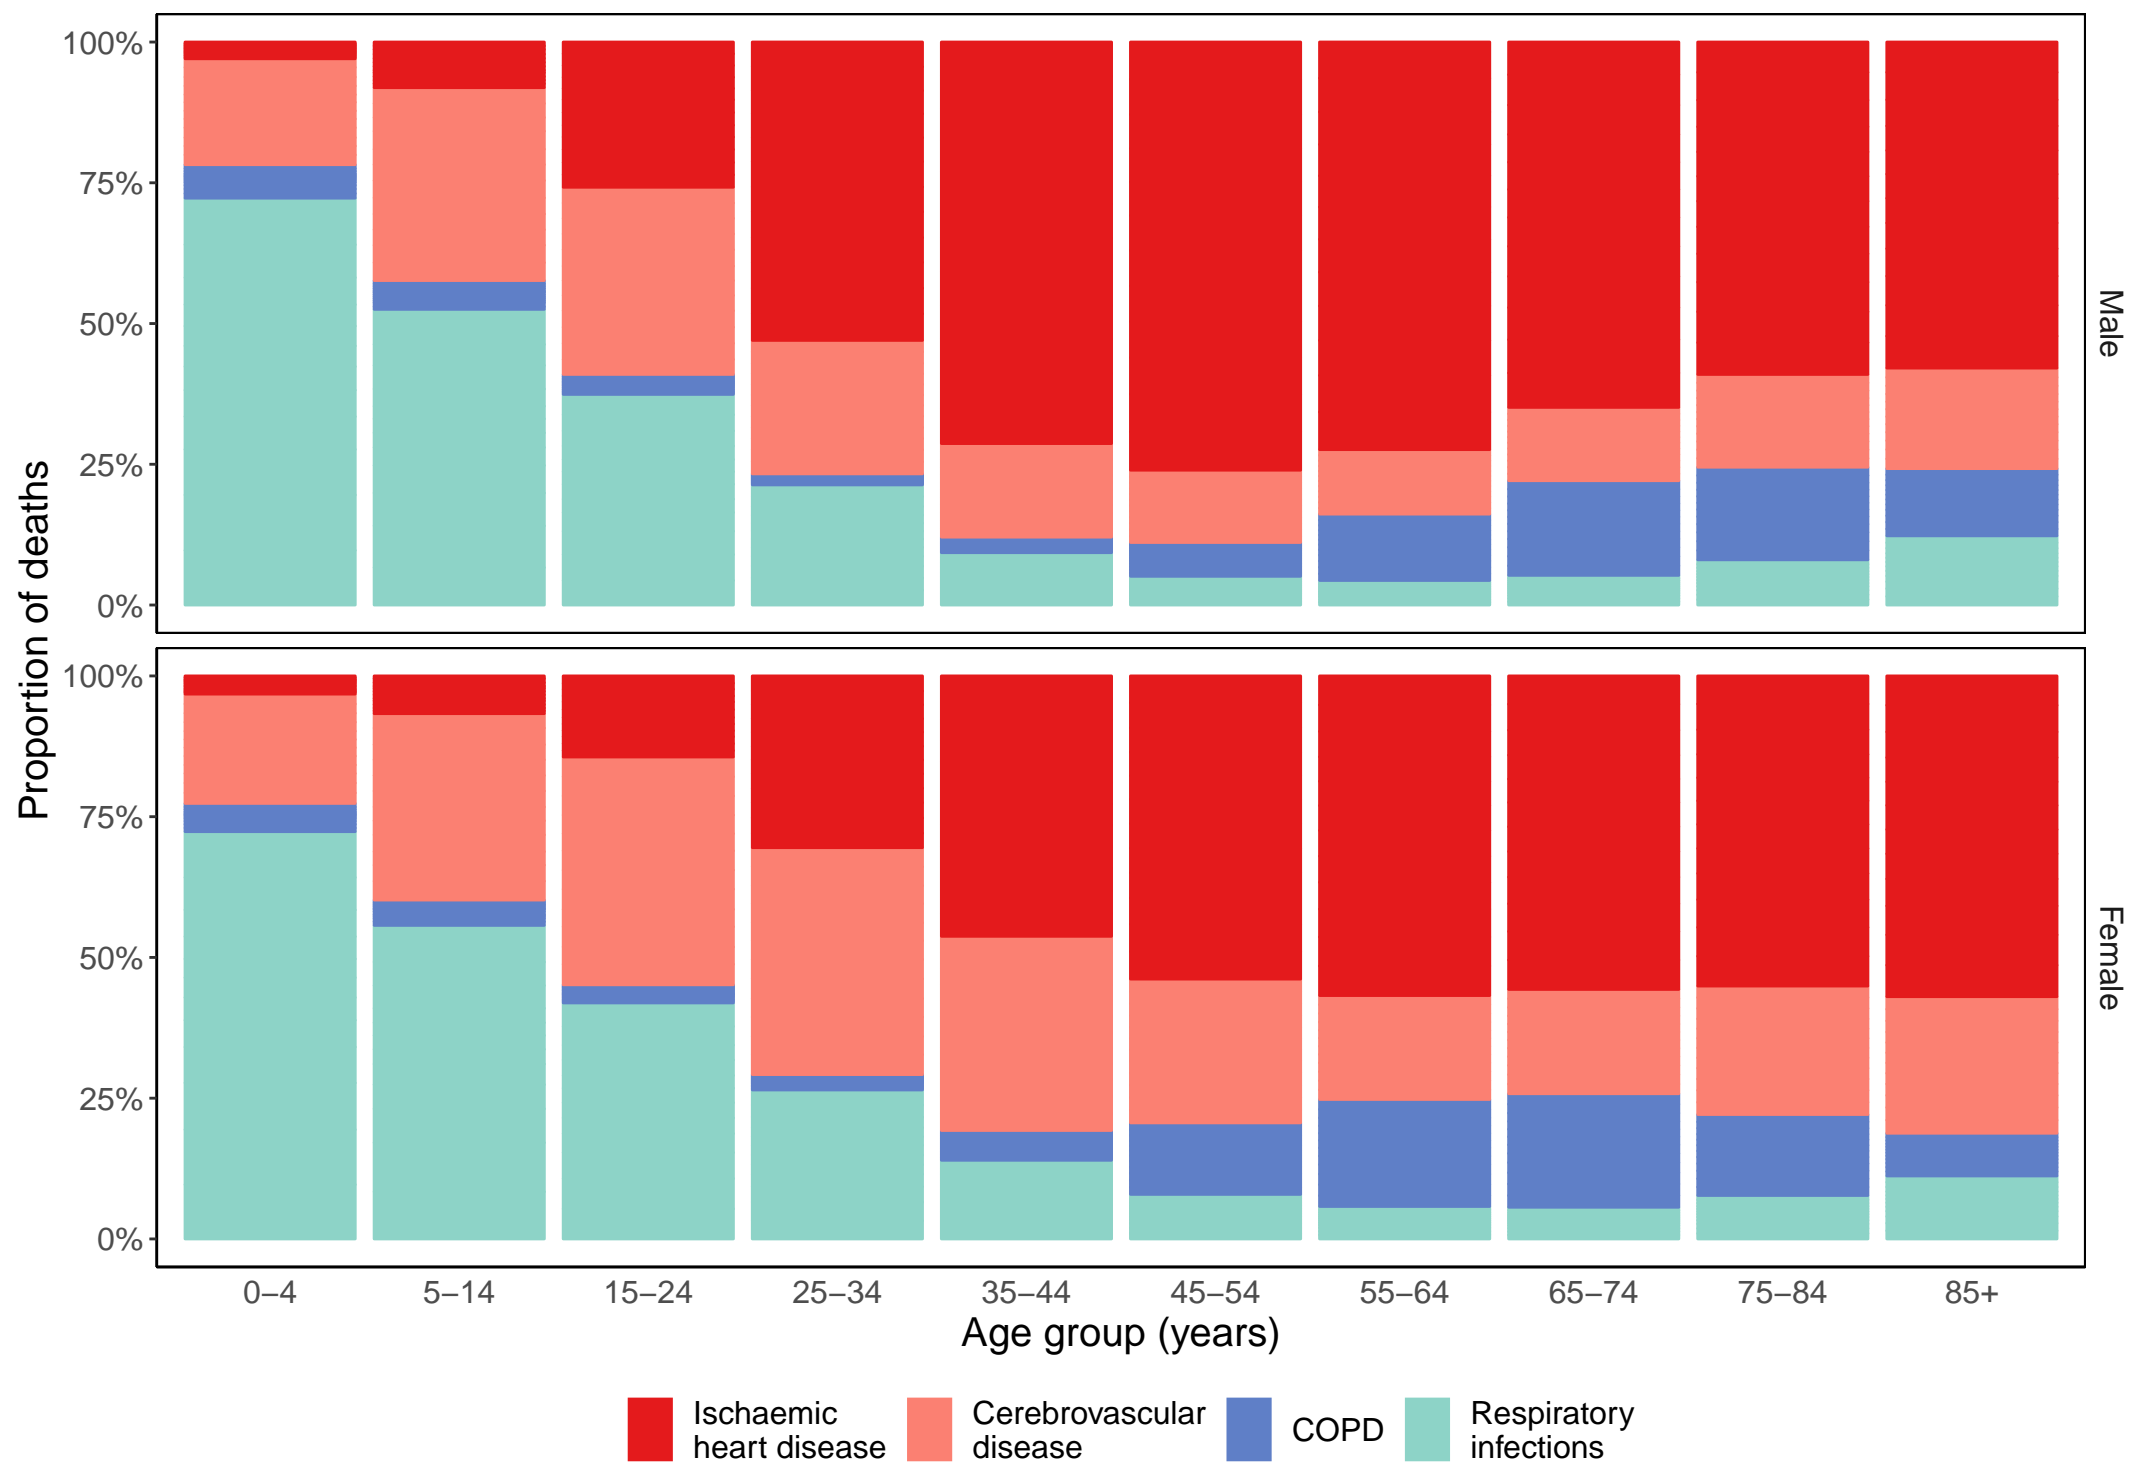 100%
75%
50%
25%
0%
Male
100%
75%
50%
25%
0%
Female
Proportion of deaths
0–4 5–14 15–24 25–34 35–44 45–54 55–64 65–74 75–84 85+
Age group (years)
Ischaemic
heart disease
Cerebrovascular
disease
COPD
Respiratory
infections